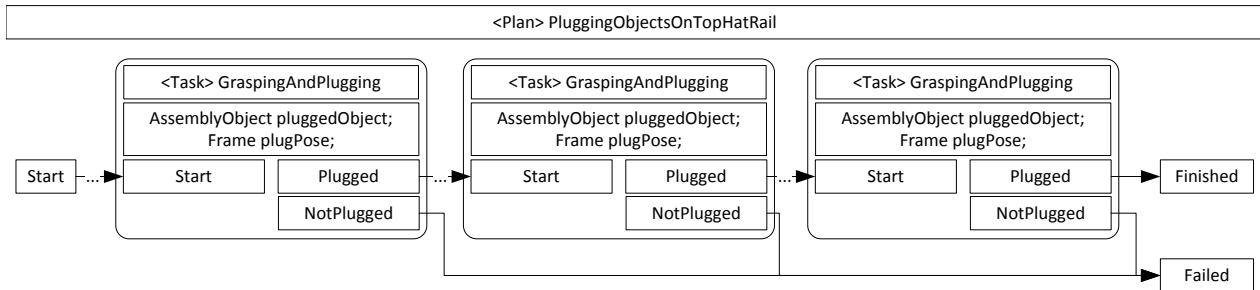 <Plan> PluggingObjectsOnTopHatRail
<Task> GraspingAndPlugging
AssemblyObject pluggedObject;
Frame plugPose;
<Task> GraspingAndPlugging
AssemblyObject pluggedObject;
Frame plugPose;
<Task> GraspingAndPlugging
AssemblyObject pluggedObject;
Frame plugPose;
Start
...
Start
Plugged
...
Start
Plugged
...
Start
Plugged
Finished
NotPlugged
NotPlugged
NotPlugged
Failed